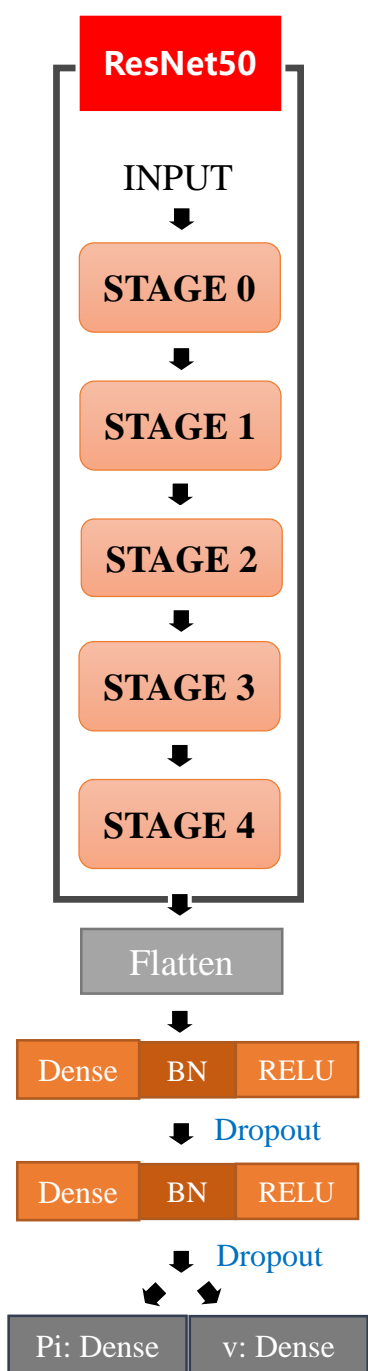 ResNet50
INPUT
STAGE 0
STAGE 1
STAGE 2
STAGE 3
STAGE 4
Flatten
Dense BN RELU
Dropout
Dense BN RELU
Dropout
Pi: Dense v: Dense